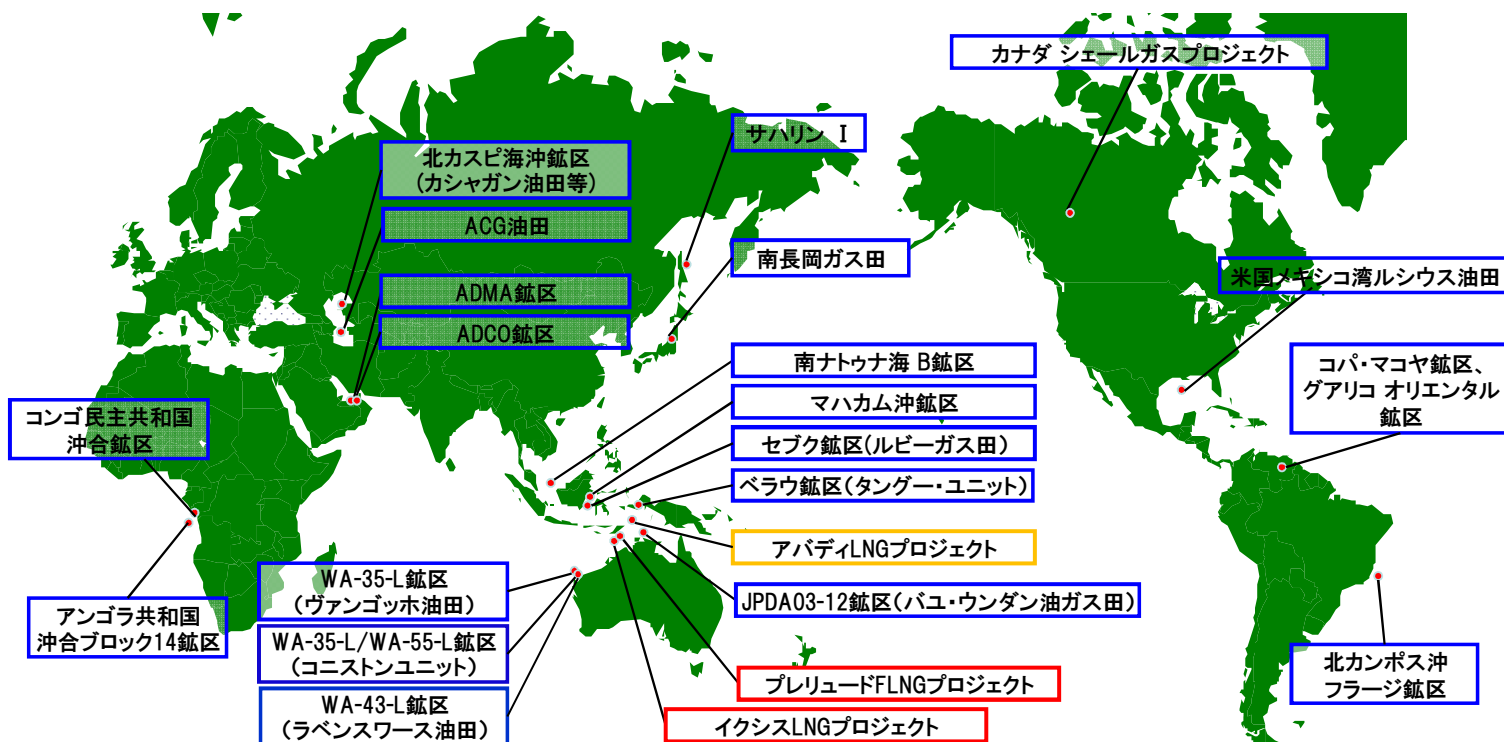 カナダ シェールガスプロジェクト
サハリン Ⅰ
北カスピ海沖鉱区
(カシャガン油田等)
ACG油田
南長岡ガス田
米国メキシコ湾ルシウス油田
ADMA鉱区
ADCO鉱区
南ナトゥナ海 B鉱区
コパ・マコヤ鉱区、
グアリコ オリエンタル
鉱区
マハカム沖鉱区
コンゴ民主共和国
沖合鉱区
セブク鉱区(ルビーガス田)
ベラウ鉱区(タングー・ユニット)
アバディLNGプロジェクト
WA-35-L鉱区
(ヴァンゴッホ油田)
JPDA03-12鉱区(バユ・ウンダン油ガス田)
アンゴラ共和国
沖合ブロック14鉱区
WA-35-L/WA-55-L鉱区
(コニストンユニット)
北カンポス沖
フラージ鉱区
プレリュードFLNGプロジェクト
WA-43-L鉱区
(ラベンスワース油田)
イクシスLNGプロジェクト